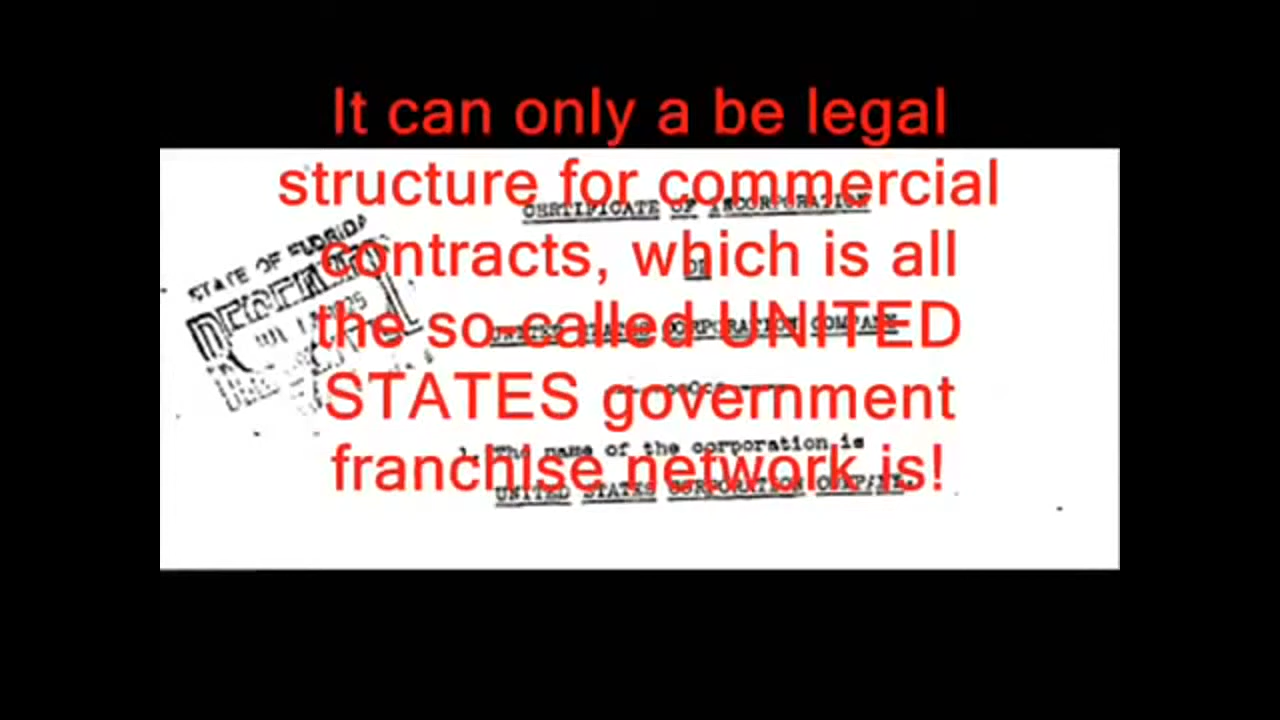 It can only a be legal
structure for commercial
contracts, which is all
the so-called UNITED
STATES government
franchise network is!
CERTIFICATE OF INCORPORATION
OF
UNITED STATES CORPORATION COMPANY
---ooOoo---
1. The name of the corporation is
UNITED STATES CORPORATION COMPANY.
STATE OF FLORIDA